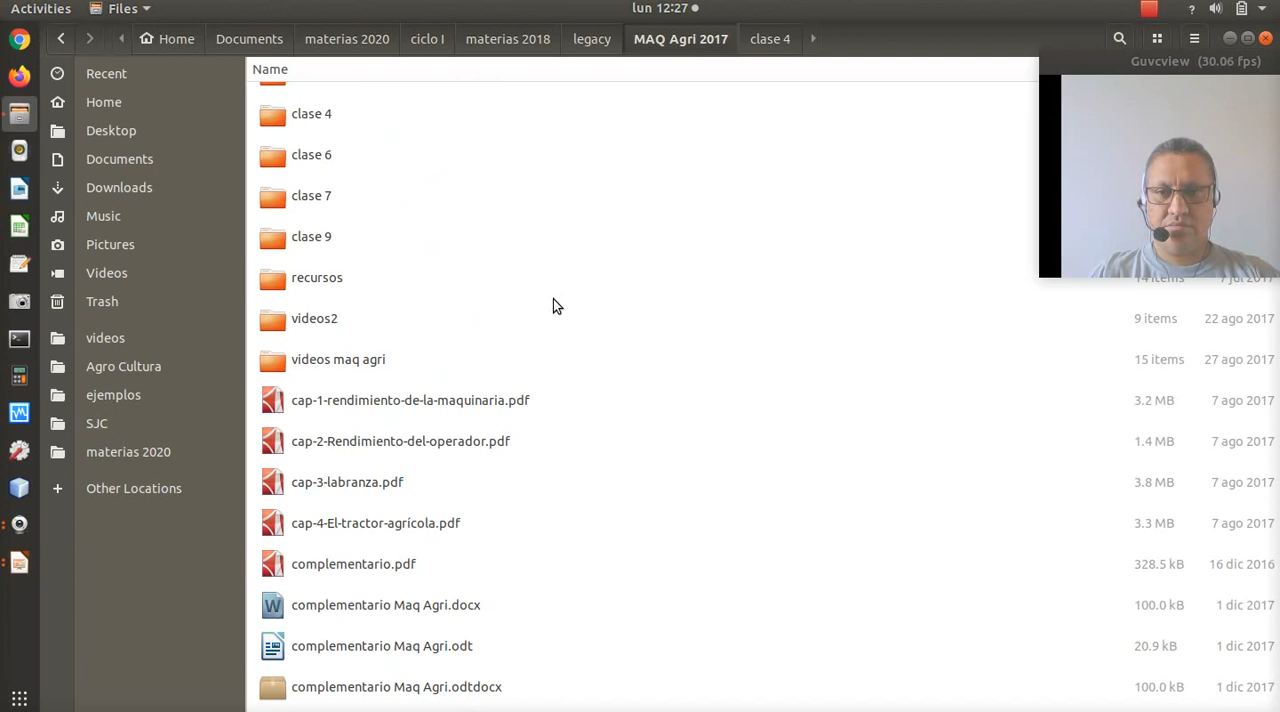 Activities Files lun 12:27
Home Documents materias 2020 ciclo I materias 2018 legacy MAQ Agri 2017 clase 4
Guvcview (30.06 fps)
Recent
Home
Desktop
Documents
Downloads
Music
Pictures
Videos
Trash
videos
Agro Cultura
ejemplos
SJC
materias 2020
+ Other Locations
Name
clase 4
clase 6
clase 7
clase 9
recursos
videos2 9 items 22 ago 2017
videos maq agri 15 items 27 ago 2017
cap-1-rendimiento-de-la-maquinaria.pdf 3.2 MB 7 ago 2017
cap-2-Rendimiento-del-operador.pdf 1.4 MB 7 ago 2017
cap-3-labranza.pdf 3.8 MB 7 ago 2017
cap-4-El-tractor-agrícola.pdf 3.3 MB 7 ago 2017
complementario.pdf 328.5 kB 16 dic 2016
complementario Maq Agri.docx 100.0 kB 1 dic 2017
complementario Maq Agri.odt 20.9 kB 1 dic 2017
complementario Maq Agri.odtdocx 100.0 kB 1 dic 2017